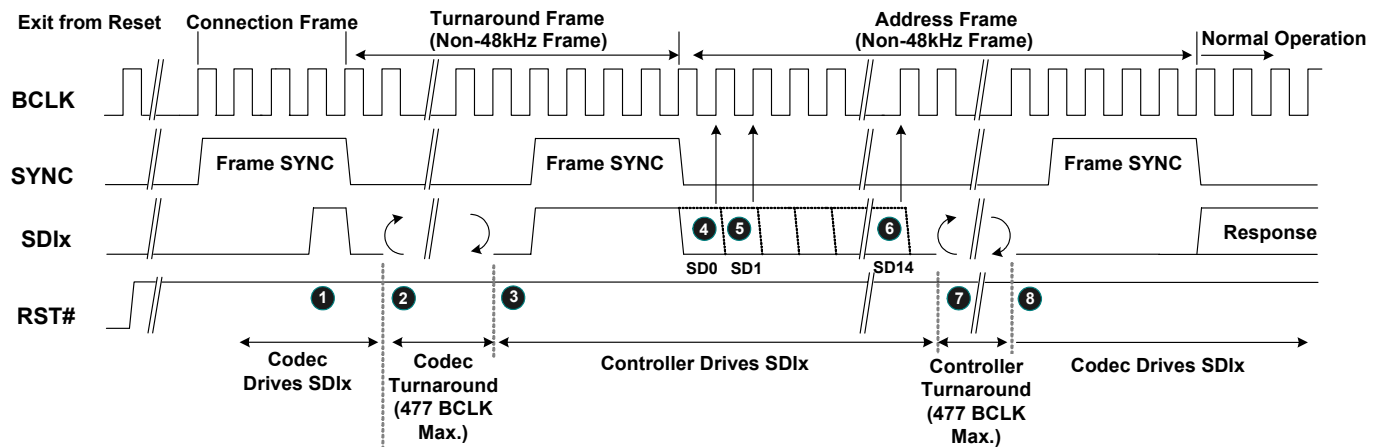 Exit from Reset
Connection Frame
Turnaround Frame
(Non-48kHz Frame)
Address Frame
(Non-48kHz Frame)
Normal Operation
BCLK
SYNC
Frame SYNC
Frame SYNC
Frame SYNC
SDIx
4
5
6
Response
SD0
SD1
SD14
RST#
1
2
3
7
8
Codec
Drives SDIx
Codec
Turnaround
(477 BCLK
Max.)
Controller Drives SDIx
Controller
Turnaround
(477 BCLK
Max.)
Codec Drives SDIx